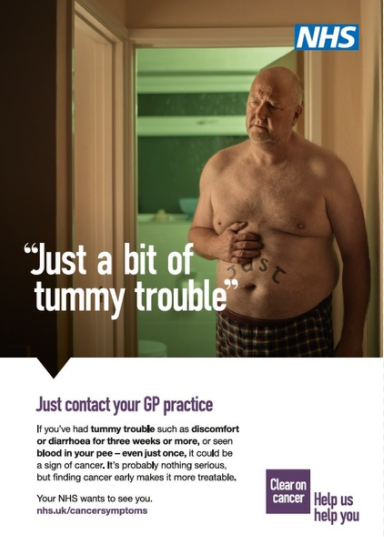 NHS
“Just a bit of
tummy trouble”
Just
Just contact your GP practice
If you’ve had tummy trouble such as discomfort
or diarrhoea for three weeks or more, or seen
blood in your pee – even just once, it could be
a sign of cancer. It’s probably nothing serious,
but finding cancer early makes it more treatable.
Your NHS wants to see you.
nhs.uk/cancersymptoms
Clear on
cancer
Help us
help you